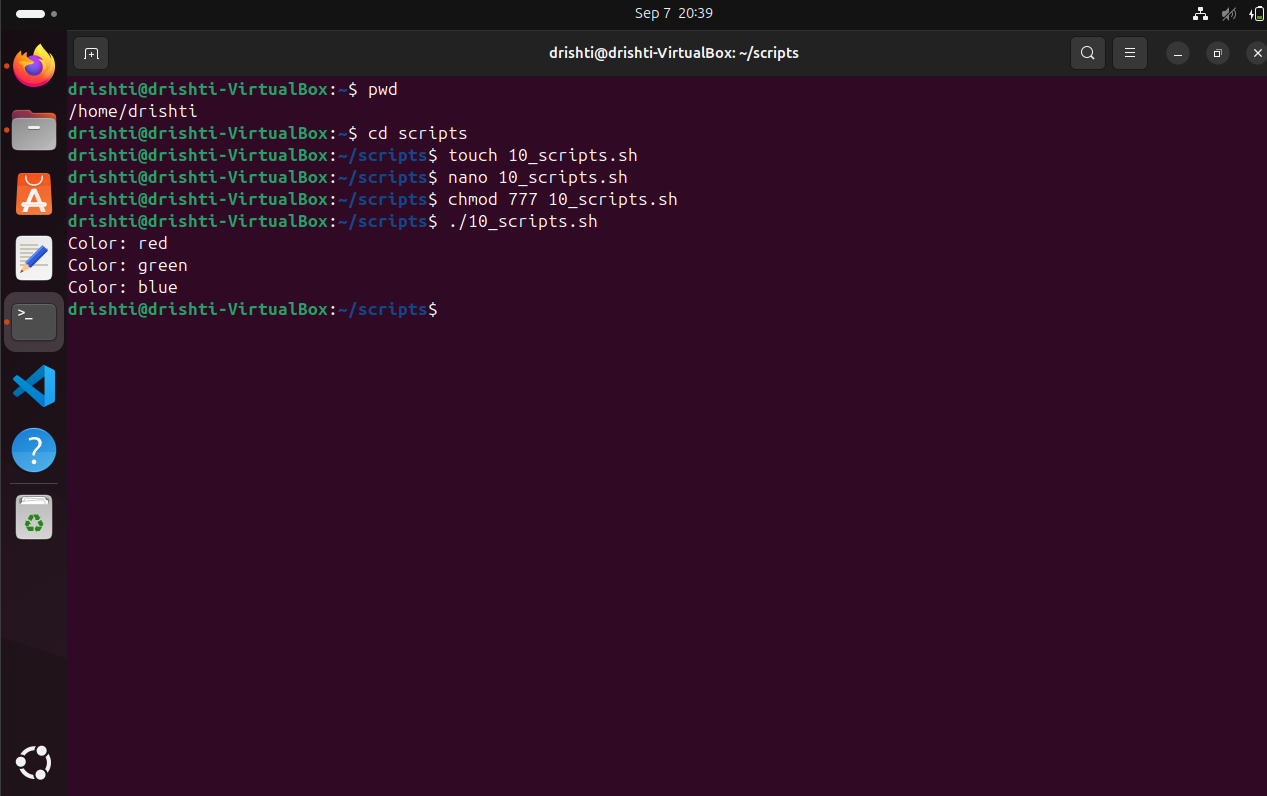 Sep 7 20:39
drishti@drishti-VirtualBox: ~/scripts
drishti@drishti-VirtualBox:~$ pwd
/home/drishti
drishti@drishti-VirtualBox:~$ cd scripts
drishti@drishti-VirtualBox:~/scripts$ touch 10_scripts.sh
drishti@drishti-VirtualBox:~/scripts$ nano 10_scripts.sh
drishti@drishti-VirtualBox:~/scripts$ chmod 777 10_scripts.sh
drishti@drishti-VirtualBox:~/scripts$ ./10_scripts.sh
Color: red
Color: green
Color: blue
drishti@drishti-VirtualBox:~/scripts$